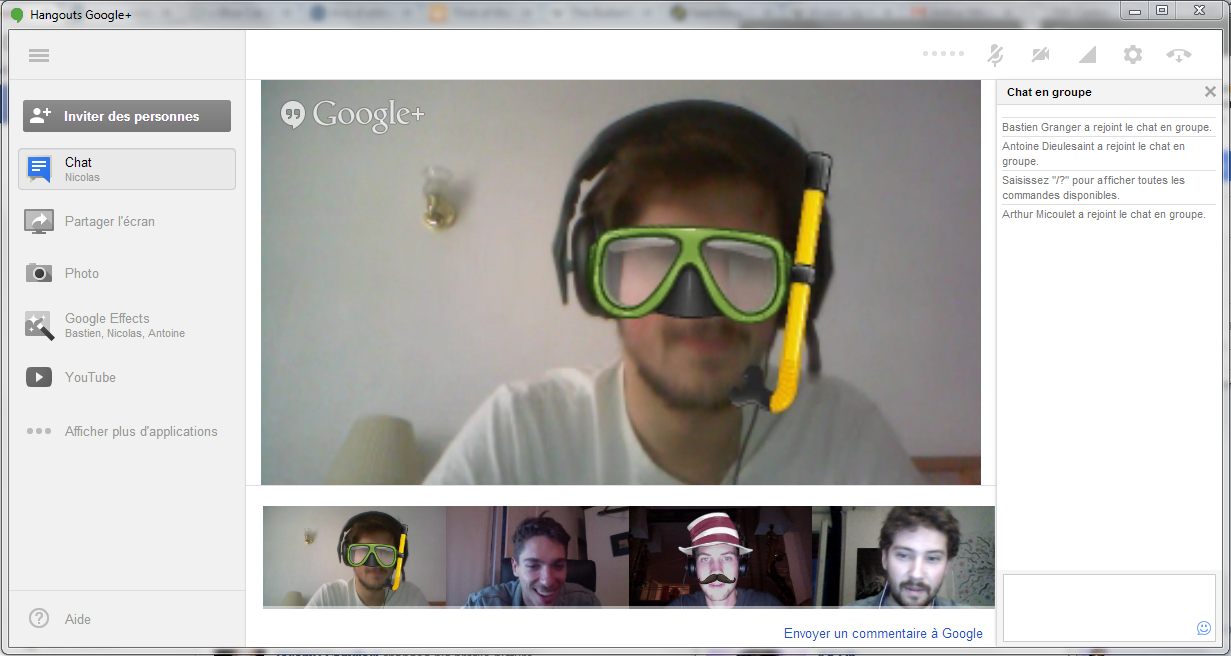 Hangouts Google+
Inviter des personnes
Chat
Nicolas
Partager l'écran
Photo
Google Effects
Bastien, Nicolas, Antoine
YouTube
Afficher plus d'applications
Aide
Google+
Envoyer un commentaire à Google
Chat en groupe
Bastien Granger a rejoint le chat en groupe.
Antoine Dieulesaint a rejoint le chat en
groupe.
Saisissez "/?" pour afficher toutes les
commandes disponibles.
Arthur Micoulet a rejoint le chat en groupe.